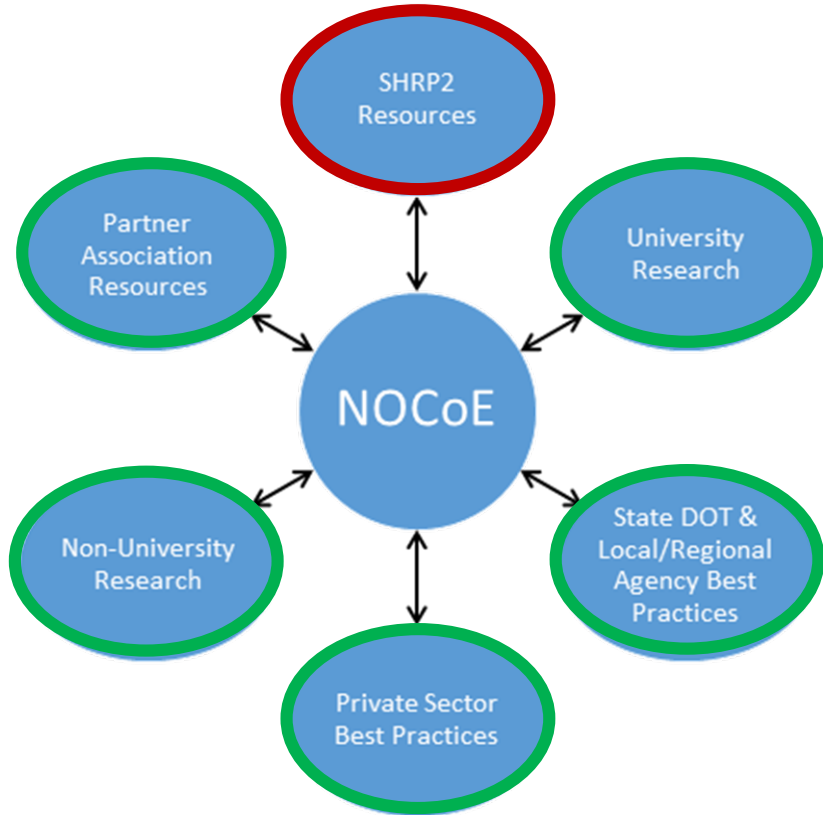 SHRP2
Resources
Partner
Association
Resources
University
Research
NOCoE
Non-University
Research
State DOT &
Local/Regional
Agency Best
Practices
Private Sector
Best Practices